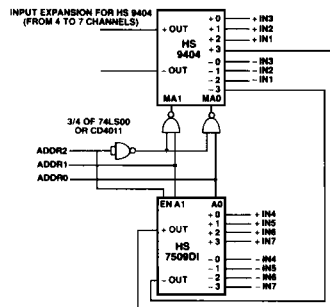 INPUT EXPANSION FOR HS 9404
(FROM 4 TO 7 CHANNELS)
+ OUT
- OUT
HS
9404
+ 0
+ 1
+ 2
+ 3
- 0
- 1
- 2
- 3
+ IN3
+ IN2
+ IN1
- IN3
- IN2
- IN1
MA1 MA0
3/4 OF 74LS00
OR CD4011
ADDR2
ADDR1
ADDR0
EN A1 A0
+ OUT
HS
7509DI
- OUT
+ 0
+ 1
+ 2
+ 3
- 0
- 1
- 2
- 3
+ IN4
+ IN5
+ IN6
+ IN7
- IN4
- IN5
- IN6
- IN7